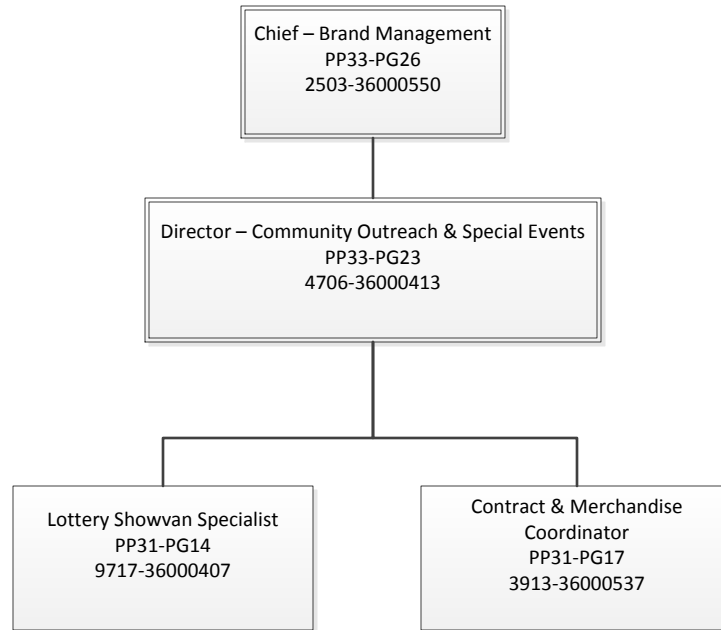 Chief – Brand Management
PP33-PG26
2503-36000550
Director – Community Outreach & Special Events
PP33-PG23
4706-36000413
Lottery Showvan Specialist
PP31-PG14
9717-36000407
Contract & Merchandise
Coordinator
PP31-PG17
3913-36000537